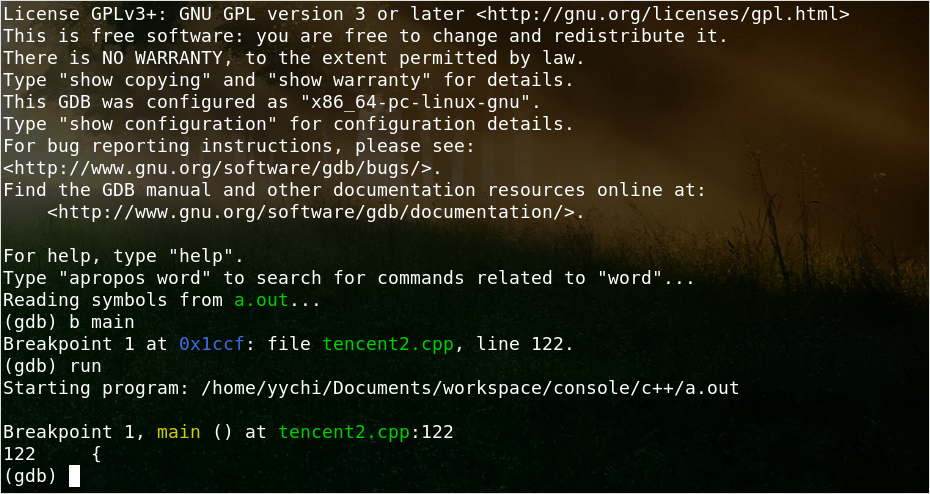 License GPLv3+: GNU GPL version 3 or later <http://gnu.org/licenses/gpl.html>
This is free software: you are free to change and redistribute it.
There is NO WARRANTY, to the extent permitted by law.
Type "show copying" and "show warranty" for details.
This GDB was configured as "x86_64-pc-linux-gnu".
Type "show configuration" for configuration details.
For bug reporting instructions, please see:
<http://www.gnu.org/software/gdb/bugs/>.
Find the GDB manual and other documentation resources online at:
    <http://www.gnu.org/software/gdb/documentation/>.

For help, type "help".
Type "apropos word" to search for commands related to "word"...
Reading symbols from a.out...
(gdb) b main
Breakpoint 1 at 0x1ccf: file tencent2.cpp, line 122.
(gdb) run
Starting program: /home/yychi/Documents/workspace/console/c++/a.out

Breakpoint 1, main () at tencent2.cpp:122
122     {
(gdb)